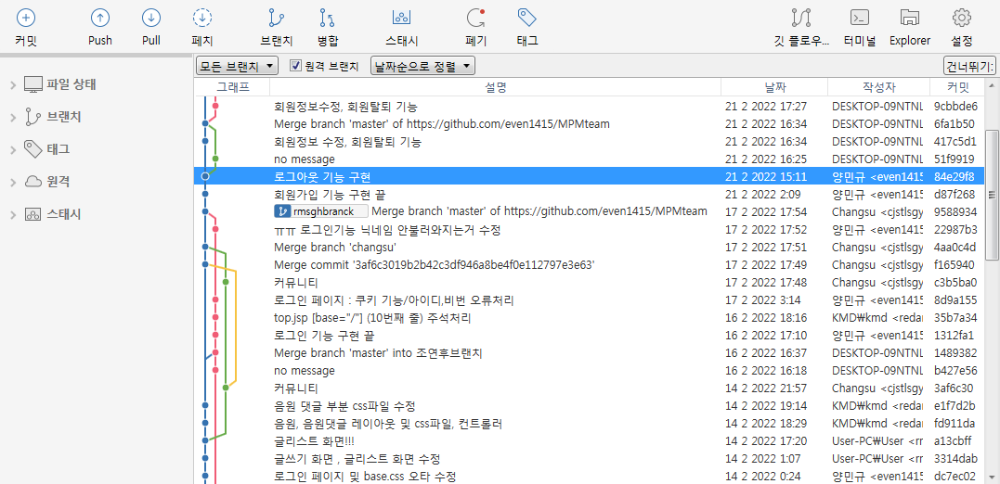 커밋 Push Pull 패치 브랜치 병합 스태시 폐기 태그 깃 플로우... 터미널 Explorer 설정
모든 브랜치 원격 브랜치 날짜순으로 정렬 건너뛰기:
파일 상태
브랜치
태그
원격
스태시
그래프 설명 날짜 작성자 커밋
회원정보수정, 회원탈퇴 기능 21 2 2022 17:27 DESKTOP-09NTNL 9cbbde6
Merge branch 'master' of https://github.com/even1415/MPMteam 21 2 2022 16:34 DESKTOP-09NTNL 6fa1b50
회원정보 수정, 회원탈퇴 기능 21 2 2022 16:34 DESKTOP-09NTNL 417c5d1
no message 21 2 2022 16:25 DESKTOP-09NTNL 51f9919
로그아웃 기능 구현 21 2 2022 15:11 양민규 <even1415 84e29f8
회원가입 기능 구현 끝 21 2 2022 2:09 양민규 <even1415 d87f268
rmsghbranck Merge branch 'master' of https://github.com/even1415/MPMteam 17 2 2022 17:54 Changsu <cjstlsgy 9588934
ㅠㅠ 로그인기능 닉네임 안불러와지는거 수정 17 2 2022 17:52 양민규 <even1415 22987b3
Merge branch 'changsu' 17 2 2022 17:51 Changsu <cjstlsgy 4aa0c4d
Merge commit '3af6c3019b2b42c3df946a8be4f0e112797e3e63' 17 2 2022 17:49 Changsu <cjstlsgy f165940
커뮤니티 17 2 2022 17:48 Changsu <cjstlsgy c3b5ba0
로그인 페이지 : 쿠키 기능/아이디,비번 오류처리 17 2 2022 3:14 양민규 <even1415 8d9a155
top.jsp [base="/"] (10번째 줄) 주석처리 16 2 2022 18:16 KMD₩kmd <redar 35b7a34
로그인 기능 구현 끝 16 2 2022 17:10 양민규 <even1415 1312fa1
Merge branch 'master' into 조연후브랜치 16 2 2022 16:37 DESKTOP-09NTNL 1489382
no message 16 2 2022 16:18 DESKTOP-09NTNL b427e56
커뮤니티 14 2 2022 21:57 Changsu <cjstlsgy 3af6c30
음원 댓글 부분 css파일 수정 14 2 2022 19:14 KMD₩kmd <redar e1f7d2b
음원, 음원댓글 레이아웃 및 css파일, 컨트롤러 14 2 2022 18:29 KMD₩kmd <redar fd911da
글리스트 화면!!! 14 2 2022 17:20 User-PC₩User <rr a13cbff
글쓰기 화면 , 글리스트 화면 수정 14 2 2022 1:07 User-PC₩User <rr 3314dab
로그인 페이지 및 base.css 오타 수정 14 2 2022 0:24 양민규 <even1415 dc7ec02